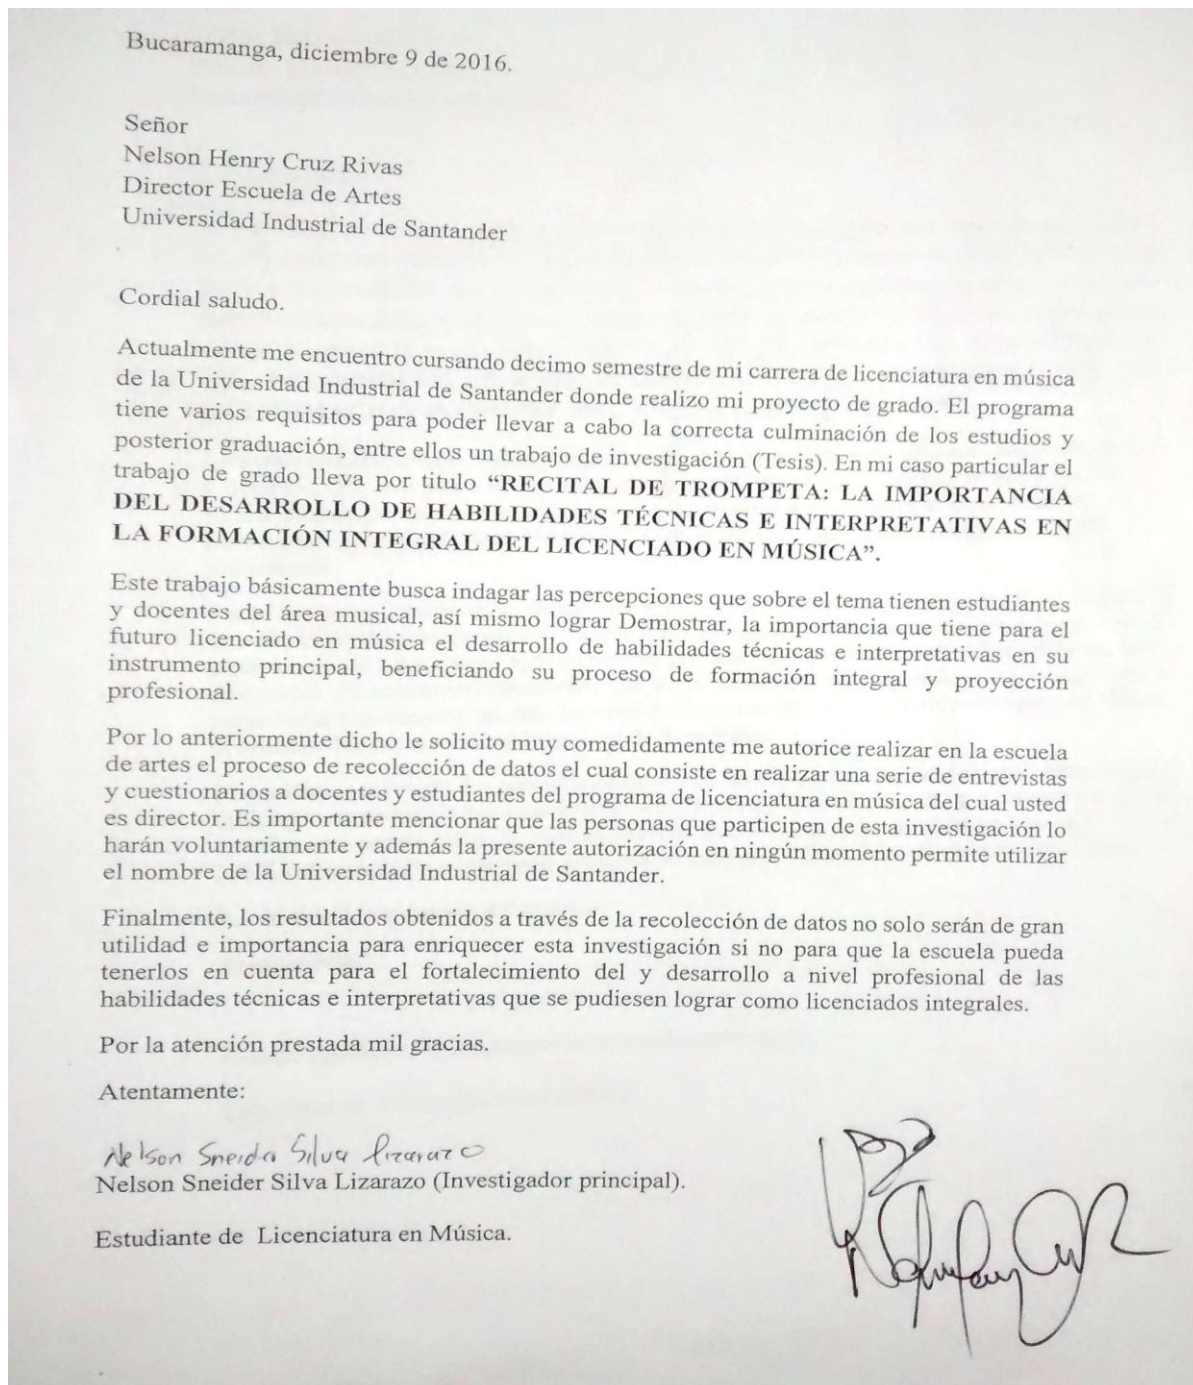 Bucaramanga, diciembre 9 de 2016.
Señor
Nelson Henry Cruz Rivas
Director Escuela de Artes
Universidad Industrial de Santander
Cordial saludo.
Actualmente me encuentro cursando decimo semestre de mi carrera de licenciatura en música
de la Universidad Industrial de Santander donde realizo mi proyecto de grado. El programa
tiene varios requisitos para poder llevar a cabo la correcta culminación de los estudios y
posterior graduación, entre ellos un trabajo de investigación (Tesis). En mi caso particular el
trabajo de grado lleva por titulo “RECITAL DE TROMPETA: LA IMPORTANCIA
DEL DESARROLLO DE HABILIDADES TÉCNICAS E INTERPRETATIVAS EN
LA FORMACIÓN INTEGRAL DEL LICENCIADO EN MÚSICA”.
Este trabajo básicamente busca indagar las percepciones que sobre el tema tienen estudiantes
y docentes del área musical, así mismo lograr Demostrar, la importancia que tiene para el
futuro licenciado en música el desarrollo de habilidades técnicas e interpretativas en su
instrumento principal, beneficiando su proceso de formación integral y proyección
profesional.
Por lo anteriormente dicho le solicito muy comedidamente me autorice realizar en la escuela
de artes el proceso de recolección de datos el cual consiste en realizar una serie de entrevistas
y cuestionarios a docentes y estudiantes del programa de licenciatura en música del cual usted
es director. Es importante mencionar que las personas que participen de esta investigación lo
harán voluntariamente y además la presente autorización en ningún momento permite utilizar
el nombre de la Universidad Industrial de Santander.
Finalmente, los resultados obtenidos a través de la recolección de datos no solo serán de gran
utilidad e importancia para enriquecer esta investigación si no para que la escuela pueda
tenerlos en cuenta para el fortalecimiento del y desarrollo a nivel profesional de las
habilidades técnicas e interpretativas que se pudiesen lograr como licenciados integrales.
Por la atención prestada mil gracias.
Atentamente:
Nelson Sneider Silva Lizarazo
Nelson Sneider Silva Lizarazo (Investigador principal).
Estudiante de Licenciatura en Música.